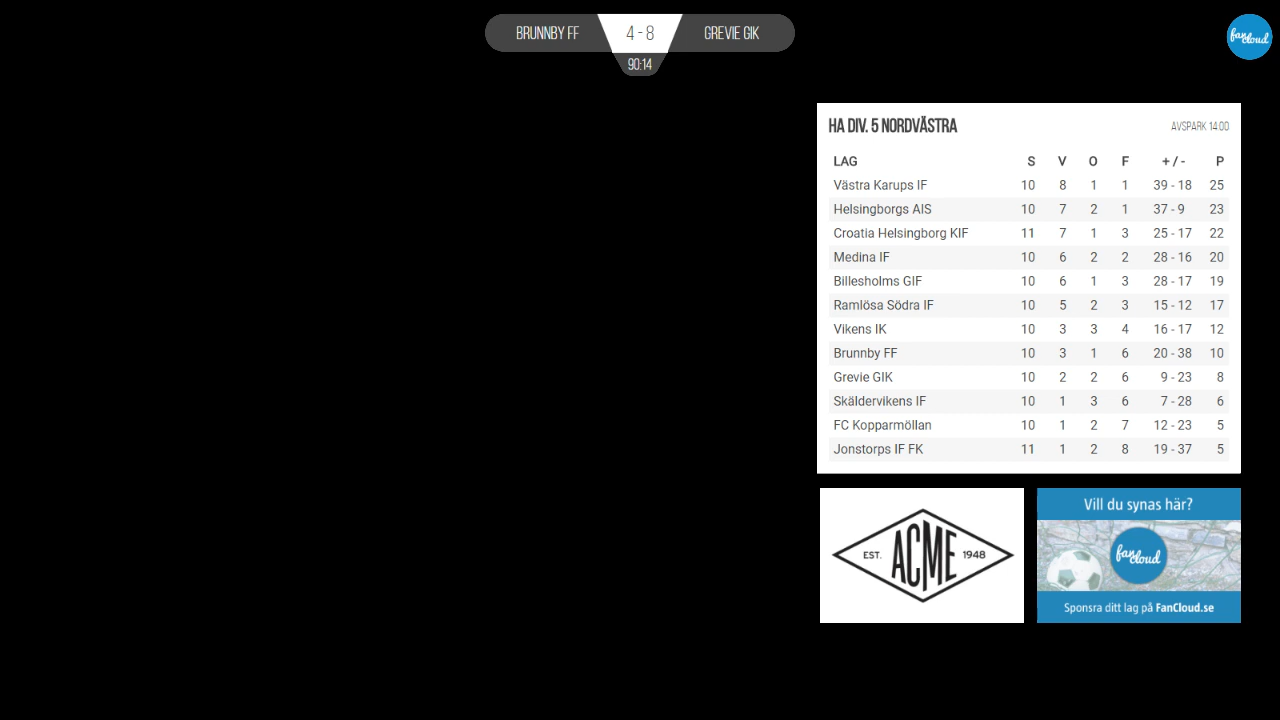 BRUNNBY FF 4 - 8 GREVIE GIK
90:14
fan cloud
HA DIV. 5 NORDVÄSTRA AVSPARK 14:00
LAG S V O F + / - P
Västra Karups IF 10 8 1 1 39 - 18 25
Helsingborgs AIS 10 7 2 1 37 - 9 23
Croatia Helsingborg KIF 11 7 1 3 25 - 17 22
Medina IF 10 6 2 2 28 - 16 20
Billesholms GIF 10 6 1 3 28 - 17 19
Ramlösa Södra IF 10 5 2 3 15 - 12 17
Vikens IK 10 3 3 4 16 - 17 12
Brunnby FF 10 3 1 6 20 - 38 10
Grevie GIK 10 2 2 6 9 - 23 8
Skäldervikens IF 10 1 3 6 7 - 28 6
FC Kopparmöllan 10 1 2 7 12 - 23 5
Jonstorps IF FK 11 1 2 8 19 - 37 5
EST. ACME 1948
Vill du synas här?
fan cloud
Sponsra ditt lag på FanCloud.se